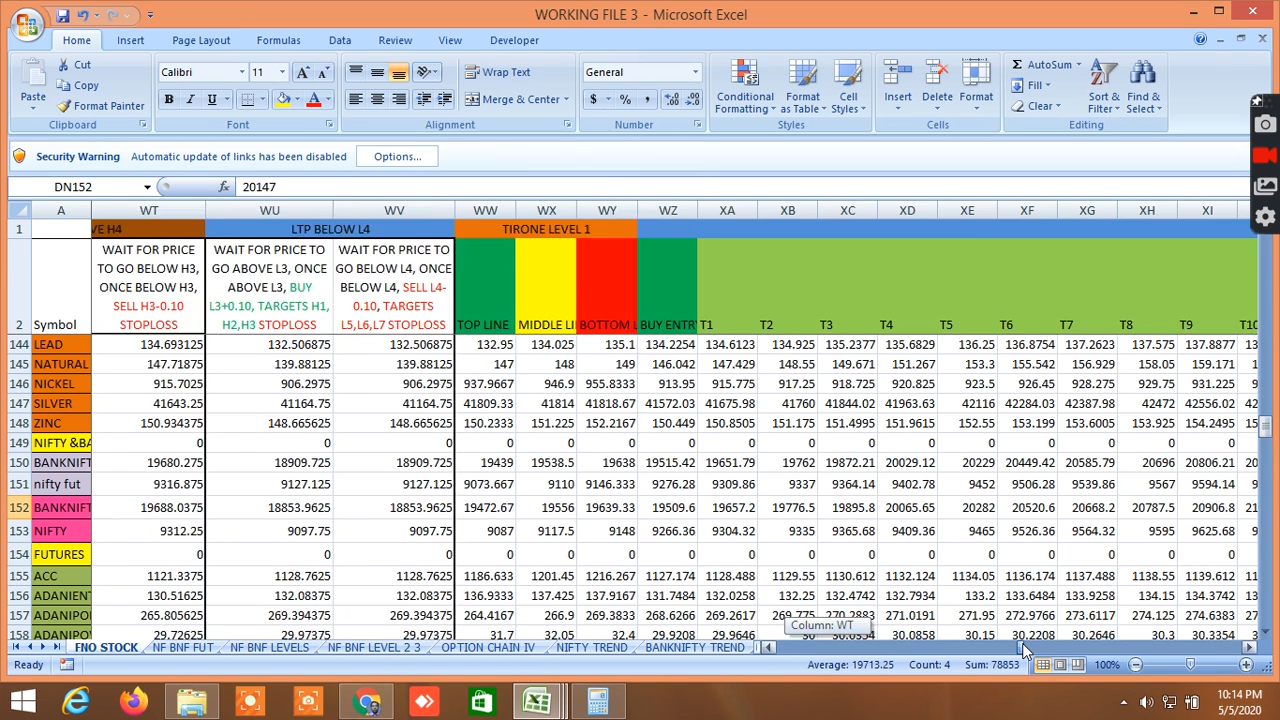 WORKING FILE 3 - Microsoft Excel
Home Insert Page Layout Formulas Data Review View Developer
Cut
Copy
Format Painter
Paste
Clipboard
Calibri 11
B I U
Font
Wrap Text
Merge & Center
Alignment
General
$ % ,
Number
Conditional Formatting
Format as Table
Cell Styles
Styles
Insert Delete Format
Cells
AutoSum
Fill
Clear
Sort & Filter
Find & Select
Editing
Security Warning Automatic update of links has been disabled Options...
DN152 fx 20147
A WT WU WV WW WX WY WZ XA XB XC XD XE XF XG XH XI
1 VE H4 LTP BELOW L4 TIRONE LEVEL 1
WAIT FOR PRICE TO GO BELOW H3, ONCE BELOW H3, SELL H3-0.10 STOPLOSS
WAIT FOR PRICE TO GO ABOVE L3, ONCE ABOVE L3, BUY L3+0.10, TARGETS H1, H2,H3 STOPLOSS
WAIT FOR PRICE TO GO BELOW L4, ONCE BELOW L4, SELL L4-0.10, TARGETS L5,L6,L7 STOPLOSS
2 Symbol TOP LINE MIDDLE LI BOTTOM L BUY ENTR T1 T2 T3 T4 T5 T6 T7 T8 T9 T10
144 LEAD 134.693125 132.506875 132.506875 132.95 134.025 135.1 134.2254 134.6123 134.925 135.2377 135.6829 136.25 136.8754 137.2623 137.575 137.8877 13
145 NATURAL 147.71875 139.88125 139.88125 147 148 149 146.042 147.429 148.55 149.671 151.267 153.3 155.542 156.929 158.05 159.171
146 NICKEL 915.7025 906.2975 906.2975 937.9667 946.9 955.8333 913.95 915.775 917.25 918.725 920.825 923.5 926.45 928.275 929.75 931.225
147 SILVER 41643.25 41164.75 41164.75 41809.33 41814 41818.67 41572.03 41675.98 41760 41844.02 41963.63 42116 42284.03 42387.98 42472 42556.02
148 ZINC 150.934375 148.665625 148.665625 150.2333 151.225 152.2167 150.449 150.8505 151.175 151.4995 151.9615 152.55 153.199 153.6005 153.925 154.2495
149 NIFTY &BA 0 0 0 0 0 0 0 0 0 0 0 0 0 0 0 0
150 BANKNIFT 19680.275 18909.725 18909.725 19439 19538.5 19638 19515.42 19651.79 19762 19872.21 20029.12 20229 20449.42 20585.79 20696 20806.21
151 nifty fut 9316.875 9127.125 9127.125 9073.667 9110 9146.333 9276.28 9309.86 9337 9364.14 9402.78 9452 9506.28 9539.86 9567 9594.14
152 BANKNIFT 19688.0375 18853.9625 18853.9625 19472.67 19556 19639.33 19509.6 19657.2 19776.5 19895.8 20065.65 20282 20520.6 20668.2 20787.5 20906.8
153 NIFTY 9312.25 9097.75 9097.75 9087 9117.5 9148 9266.36 9304.32 9335 9365.68 9409.36 9465 9526.36 9564.32 9595 9625.68
154 FUTURES 0 0 0 0 0 0 0 0 0 0 0 0 0 0 0 0
155 ACC 1121.3375 1128.7625 1128.7625 1186.633 1201.45 1216.267 1127.174 1128.488 1129.55 1130.612 1132.124 1134.05 1136.174 1137.488 1138.55 1139.612
156 ADANIENT 130.51625 132.08375 132.08375 136.9333 137.425 137.9167 131.7484 132.0323 132.2477 132.7934 133.2 133.6484 134.15
157 ADANIPO 265.805625 269.394375 269.394375 264.4167 266.9 269.3833 268.6266 269.2617 270.2883 271.0191 271.95 272.9766 273.6117 274.125 274.6383
158 ADANIPOV 29.72625 29.97375 29.97375 31.7 32.05 32.4 29.9208 29.9646 30.0858 30.15 30.2208 30.2646 30.3 30.3354
Column: WT
FNO STOCK NF BNF FUT NF BNF LEVELS NF BNF LEVEL 2 3 OPTION CHAIN IV NIFTY TREND BANKNIFTY TREND
Ready Average: 19713.25 Count: 4 Sum: 78853 100%
10:14 PM
5/5/2020